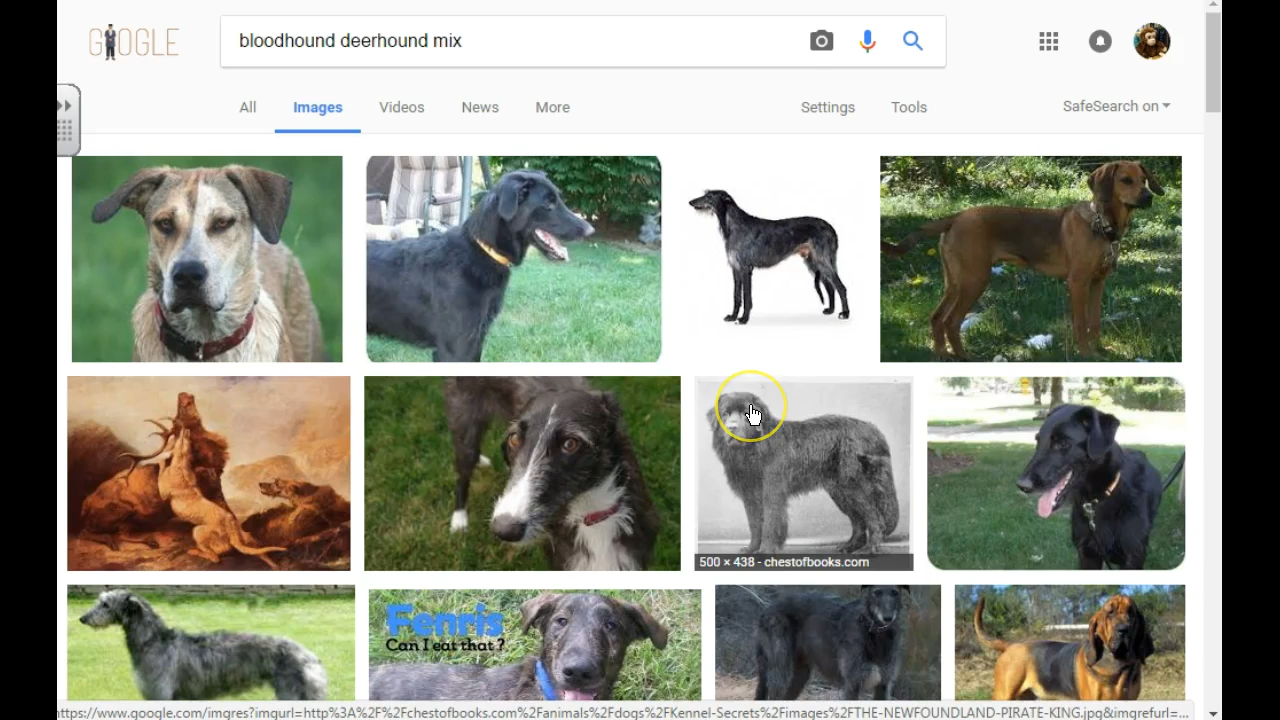 GOOGLE
bloodhound deerhound mix
All
Images
Videos
News
More
Settings
Tools
SafeSearch on
500 × 438 - chestofbooks.com
Fenris
Can I eat that ?
https://www.google.com/imgres?imgurl=http%3A%2F%2Fchestofbooks.com%2Fanimals%2Fdogs%2FKennel-Secrets%2Fimages%2FTHE-NEWFOUNDLAND-PIRATE-KING.jpg&imgrefurl=...